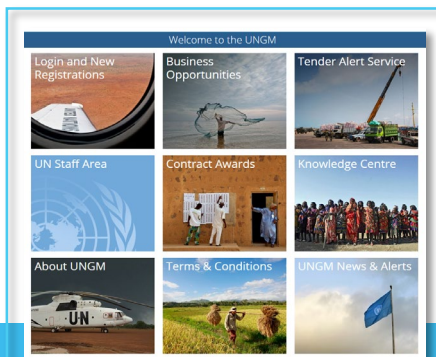 Welcome to the UNGM
Login and New
Registrations
Business
Opportunities
Tender Alert Service
UN Staff Area
Contract Awards
Knowledge Centre
About UNGM
Terms & Conditions
UNGM News & Alerts
UN